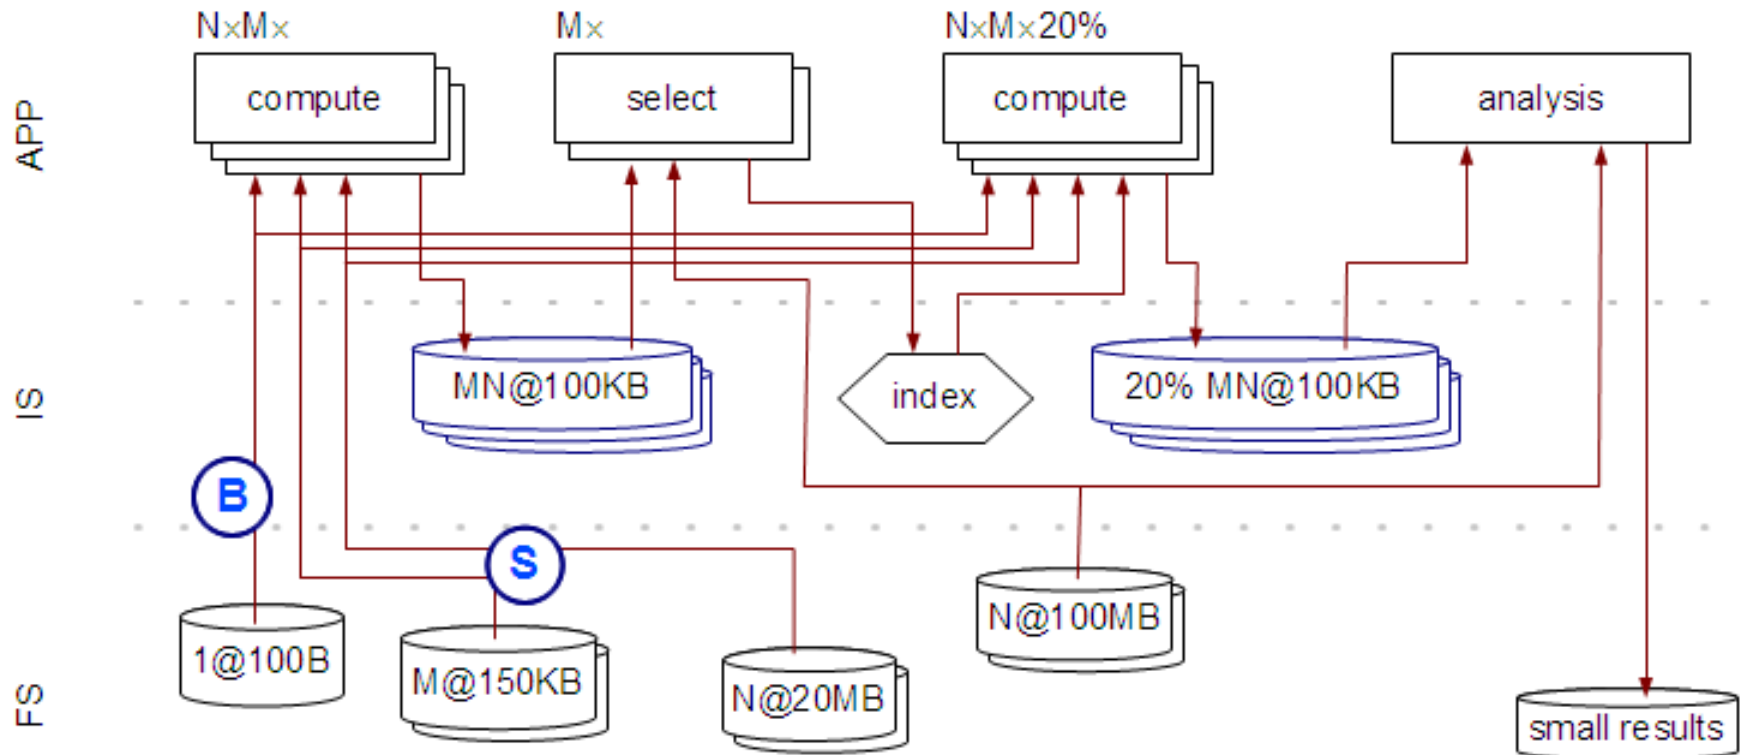 N×M× M× N×M×20%
APP compute select compute analysis
IS MN@100KB index 20% MN@100KB
B
S
N@100MB
1@100B M@150KB N@20MB
FS small results